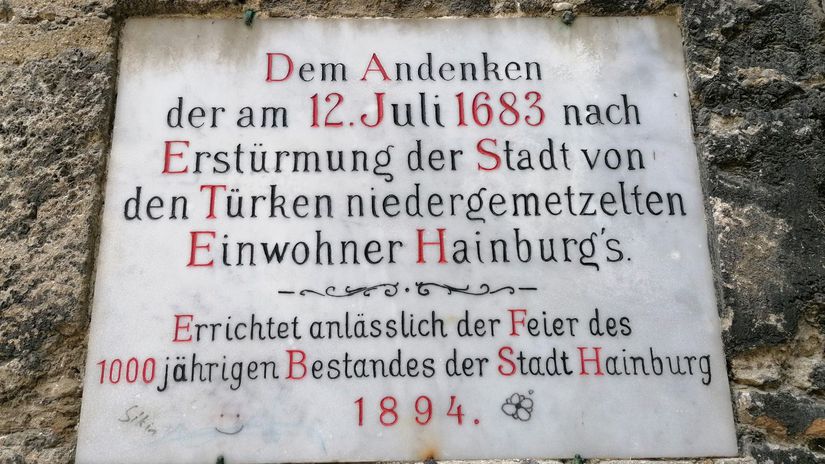 Dem Andenken
der am 12. Juli 1683 nach
Erstürmung der Stadt von
den Türken niedergemetzelten
Einwohner Hainburg's.
Errichtet anlässlich der Feier des
1000 jährigen Bestandes der Stadt Hainburg
1894.